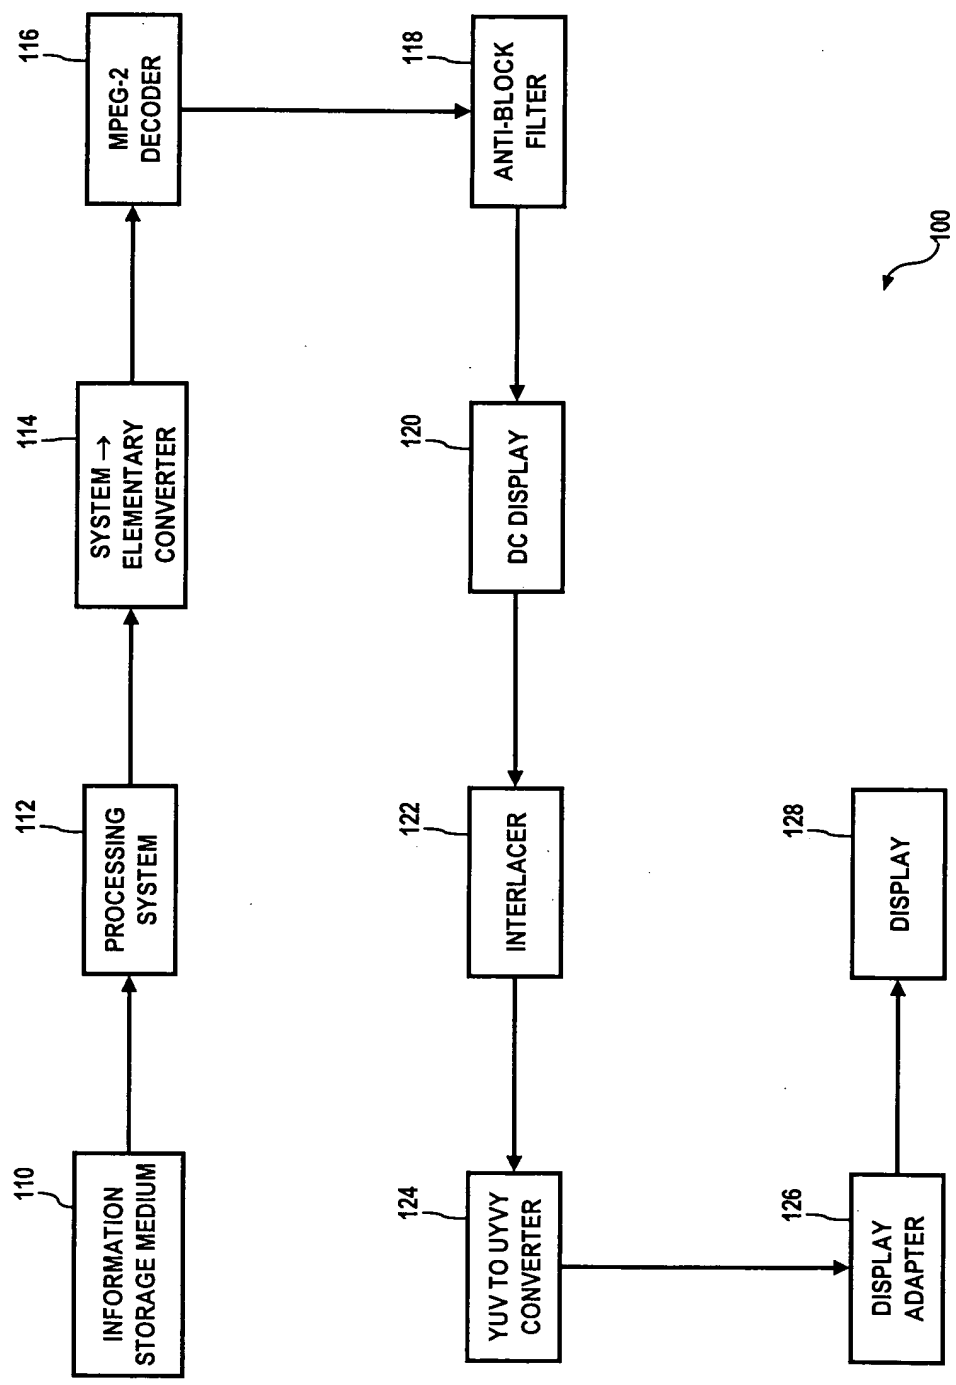 110
INFORMATION
STORAGE MEDIUM
112
PROCESSING
SYSTEM
114
SYSTEM →
ELEMENTARY
CONVERTER
116
MPEG-2
DECODER
118
ANTI-BLOCK
FILTER
120
DC DISPLAY
122
INTERLACER
124
YUV TO UYVY
CONVERTER
126
DISPLAY
ADAPTER
128
DISPLAY
100